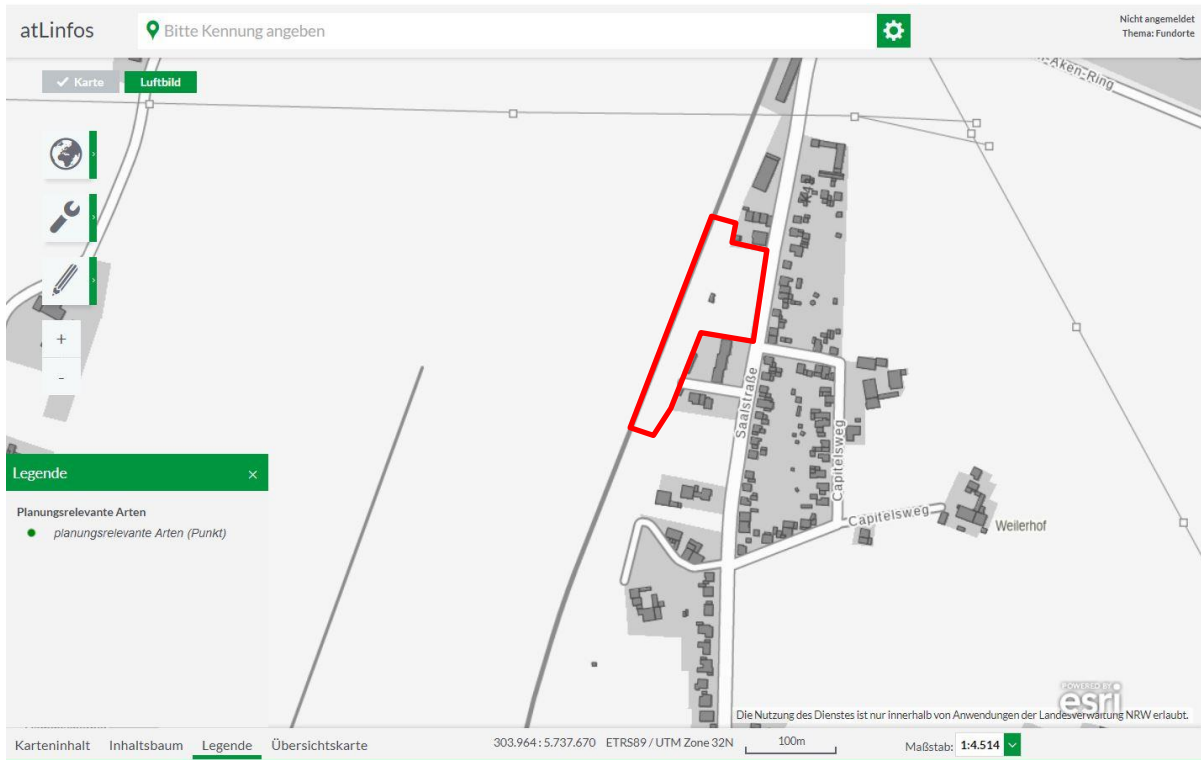 atLinfos
Bitte Kennung angeben
Nicht angemeldet
Thema: Fundorte
Karte
Luftbild
-Aken-Ring
+
-
Saalstraße
Capitelsweg
Capitelsweg
Weilerhof
Legende ×
Planungsrelevante Arten
planungsrelevante Arten (Punkt)
POWERED BY
esri
Die Nutzung des Dienstes ist nur innerhalb von Anwendungen der Landesverwaltung NRW erlaubt.
Karteninhalt Inhaltsbaum Legende Übersichtskarte 303.964 : 5.737.670 ETRS89 / UTM Zone 32N 100m Maßstab: 1:4.514